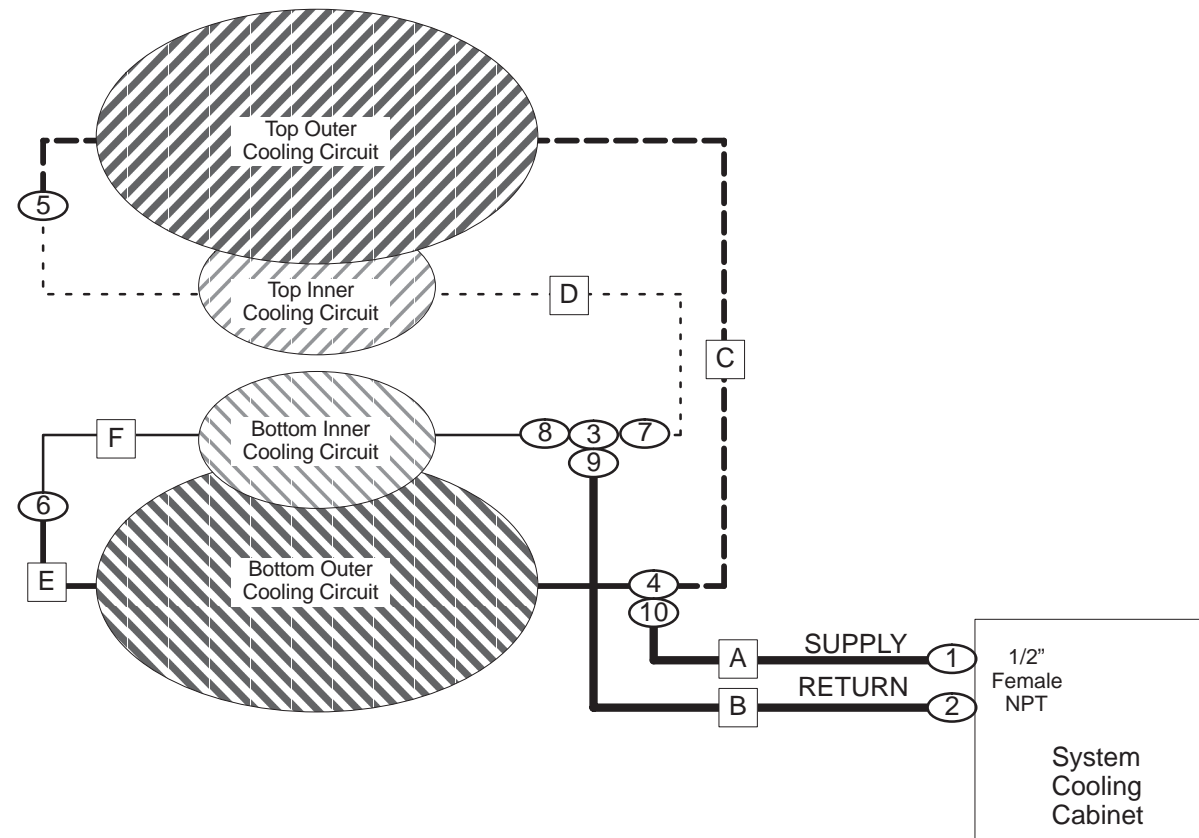 Top Outer
Cooling Circuit
5
Top Inner
Cooling Circuit
D
C
F
Bottom Inner
Cooling Circuit
8
3
7
9
6
E
Bottom Outer
Cooling Circuit
4
10
A
SUPPLY
1
1/2”
Female
NPT
RETURN
B
2
System
Cooling
Cabinet